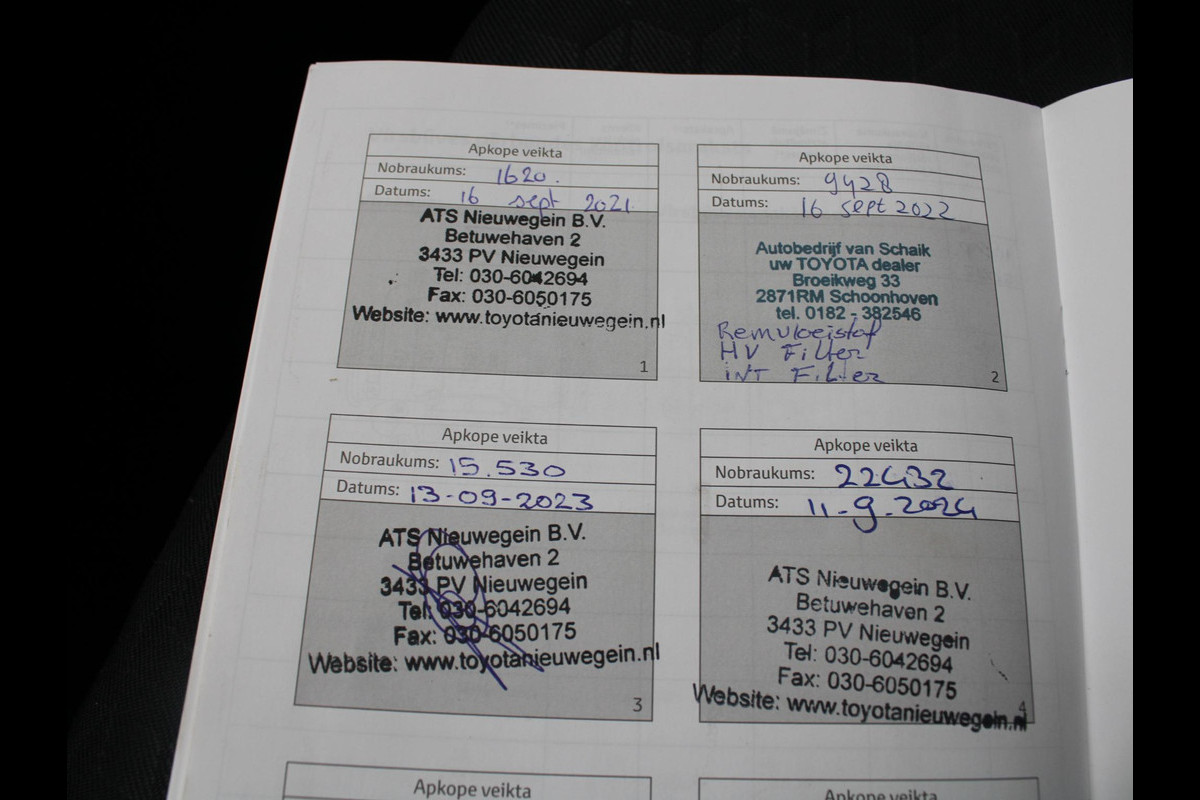 Apkope veikta
Nobraukums: 1620.
Datums: 16 sept 2021
ATS Nieuwegein B.V.
Betuwehaven 2
3433 PV Nieuwegein
Tel: 030-6042694
Fax: 030-6050175
Website: www.toyotanieuwegein.nl
1
Apkope veikta
Nobraukums: 9428
Datums: 16 sept 2022
Autobedrijf van Schaik
uw TOYOTA dealer
Broeikweg 33
2871RM Schoonhoven
tel. 0182 - 382546
Remvloeistof
HV Filter
INT Filter
2
Apkope veikta
Nobraukums: 15.530
Datums: 13-09-2023
ATS Nieuwegein B.V.
Betuwehaven 2
3433 PV Nieuwegein
Tel: 030-6042694
Fax: 030-6050175
Website: www.toyotanieuwegein.nl
3
Apkope veikta
Nobraukums: 22432
Datums: 11-9-2024
ATS Nieuwegein B.V.
Betuwehaven 2
3433 PV Nieuwegein
Tel: 030-6042694
Fax: 030-6050175
Website: www.toyotanieuwegein.nl
4
Apkope veikta
Apkope veikta